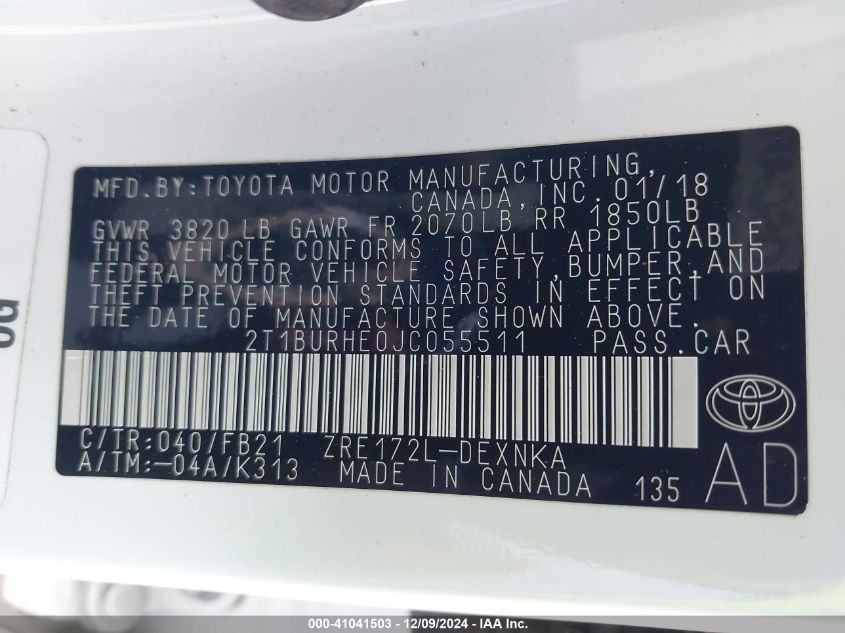 MFD.BY:TOYOTA MOTOR MANUFACTURING,
CANADA,INC. 01/18
GVWR 3820 LB GAWR FR 2070LB RR 1850LB
THIS VEHICLE CONFORMS TO ALL APPLICABLE
FEDERAL MOTOR VEHICLE SAFETY,BUMPER,AND
THEFT PREVENTION STANDARDS IN EFFECT ON
THE DATE OF MANUFACTURE SHOWN ABOVE.
2T1BURHE0JC055511 PASS.CAR
C/TR:040/FB21 ZRE172L-DEXNKA
A/TM:-04A/K313 MADE IN CANADA 135
AD
000-41041503 - 12/09/2024 - IAA Inc.